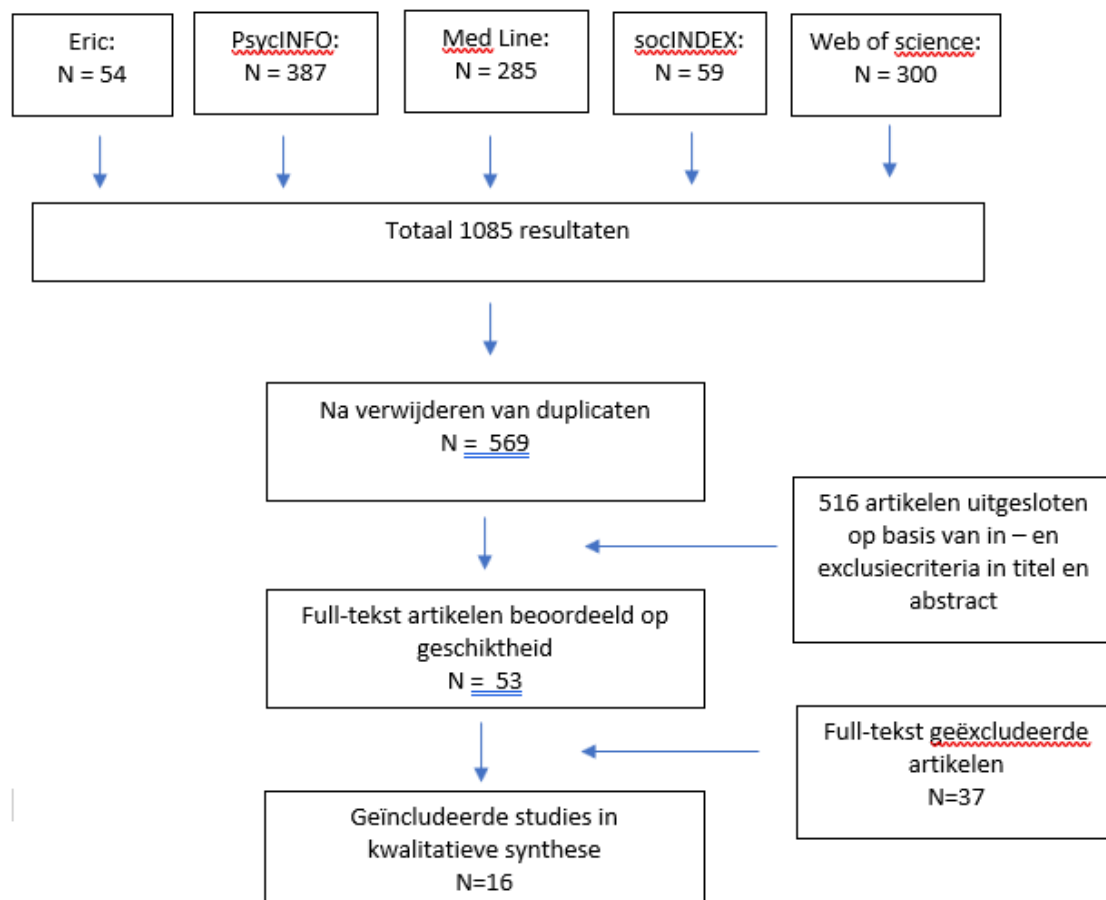 Eric:
N = 54
PsycINFO:
N = 387
Med Line:
N = 285
socINDEX:
N = 59
Web of science:
N = 300
Totaal 1085 resultaten
Na verwijderen van duplicaten
N = 569
516 artikelen uitgesloten
op basis van in – en
exclusiecriteria in titel en
abstract
Full-tekst artikelen beoordeeld op
geschiktheid
N = 53
Full-tekst geëxcludeerde
artikelen
N=37
Geïncludeerde studies in
kwalitatieve synthese
N=16